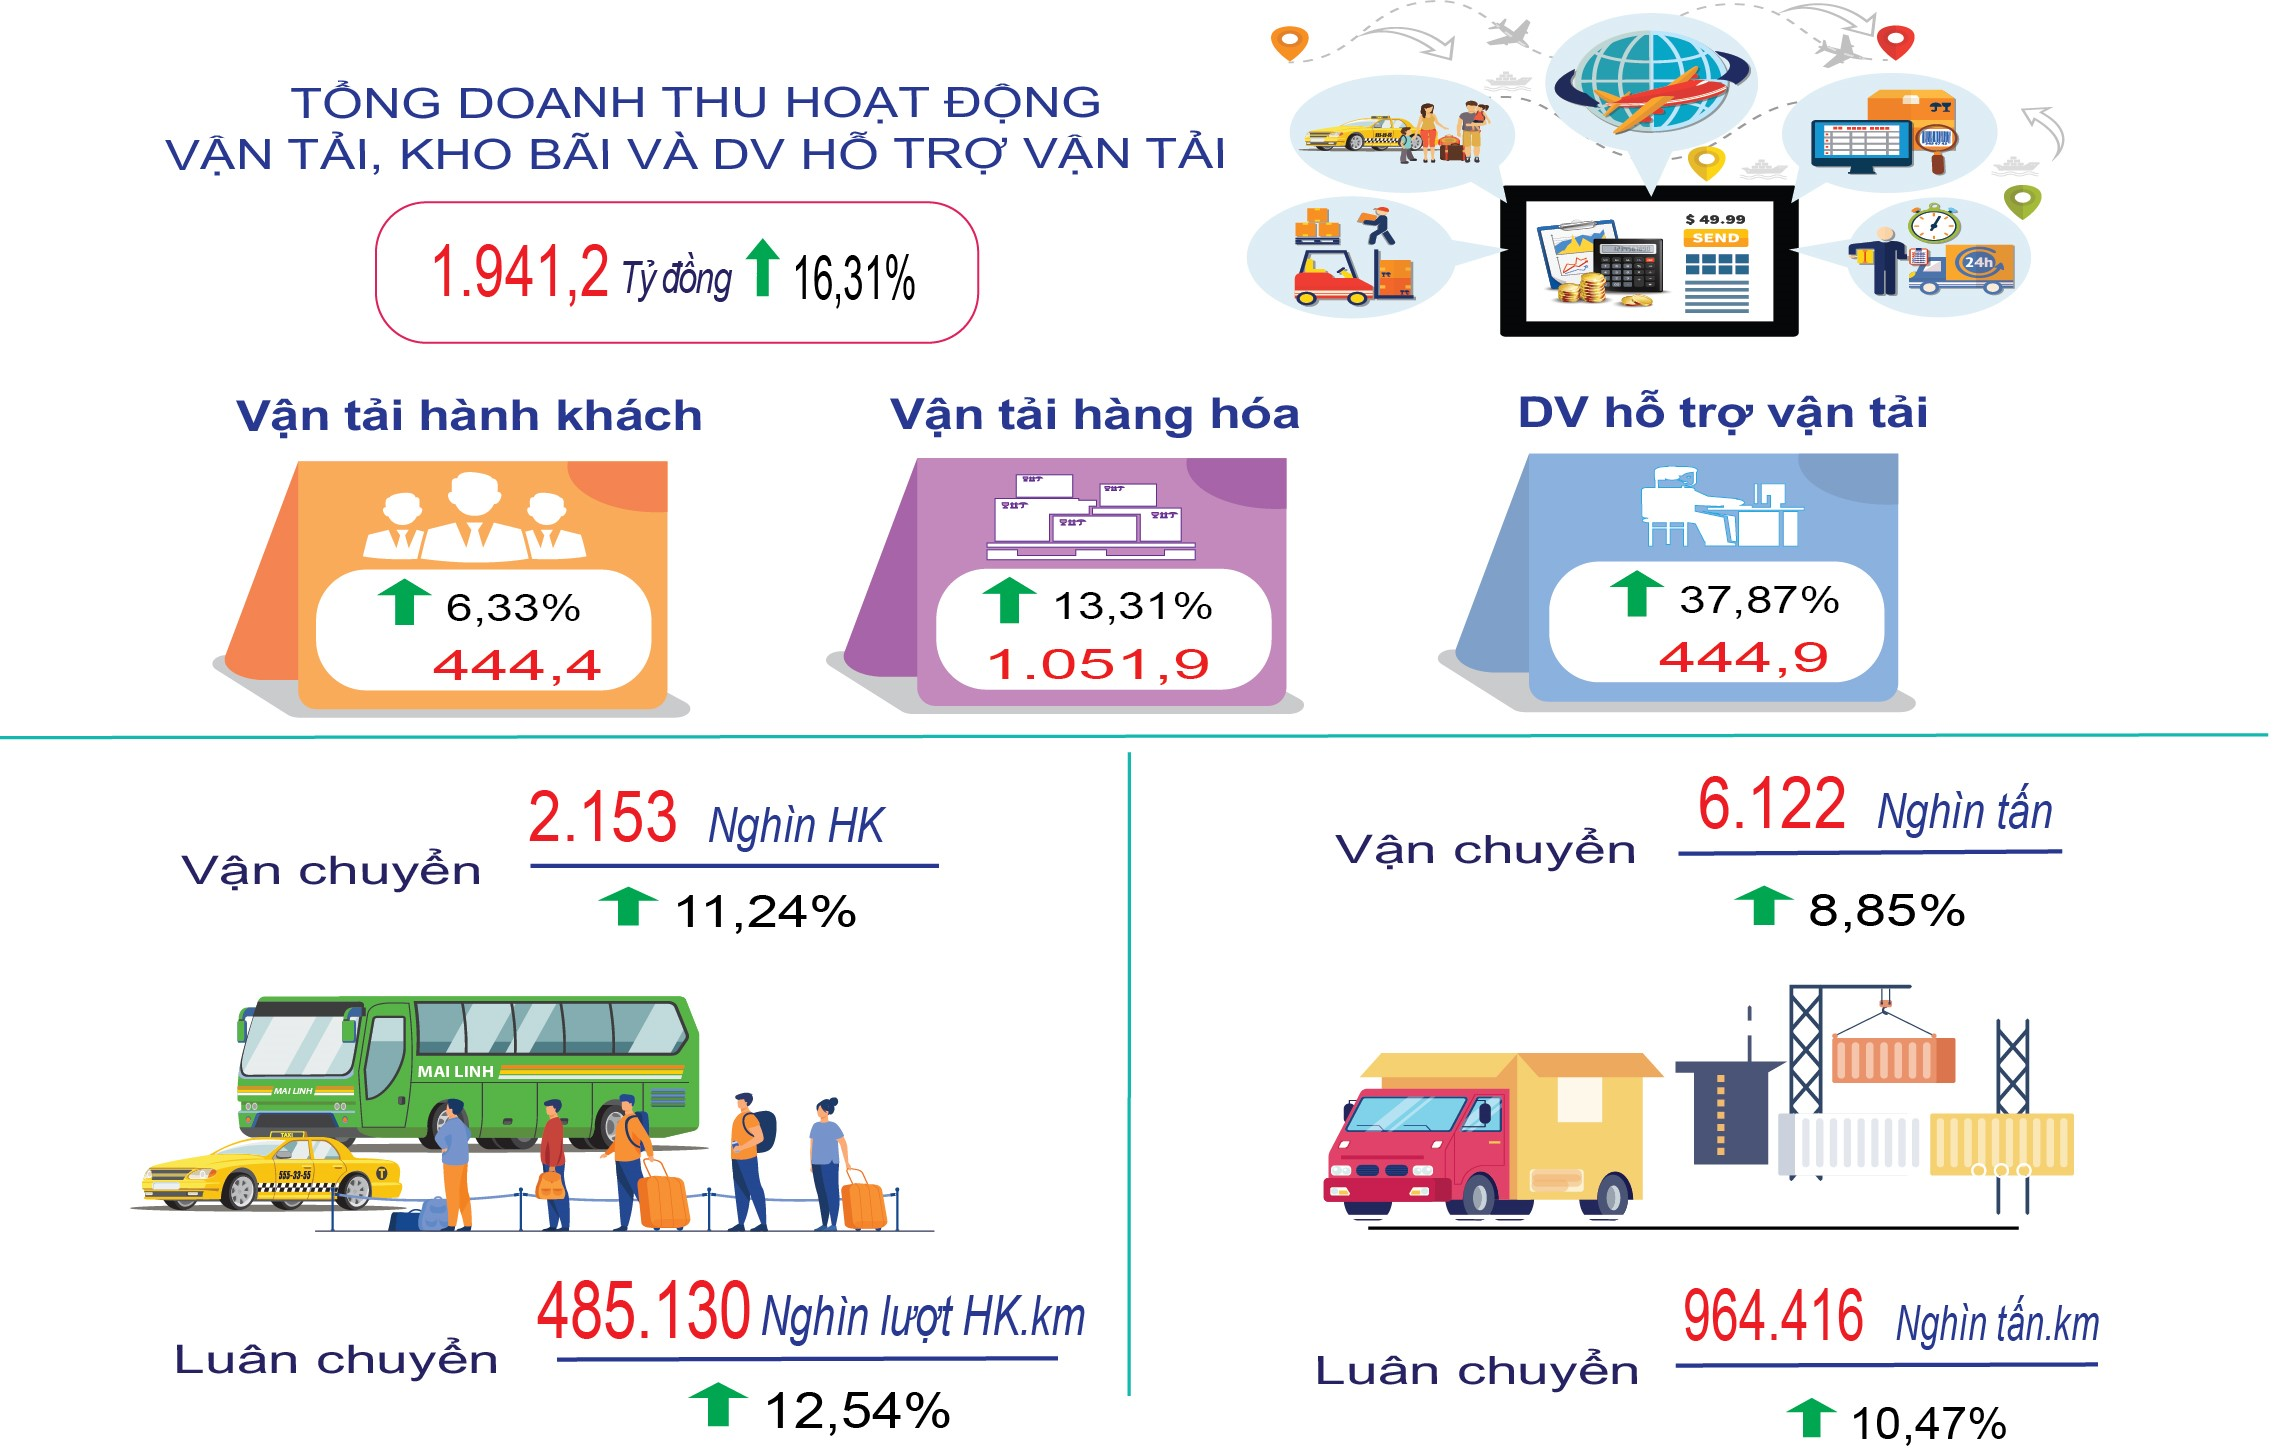 TỔNG DOANH THU HOẠT ĐỘNG
VẬN TẢI, KHO BÃI VÀ DV HỖ TRỢ VẬN TẢI
1.941,2 Tỷ đồng 16,31%
$ 49.99
SEND
24h
Vận tải hành khách
6,33%
444,4
Vận tải hàng hóa
13,31%
1.051,9
DV hỗ trợ vận tải
37,87%
444,9
Vận chuyển
2.153 Nghìn HK
11,24%
MAI LINH
MAI LINH
TAXI
555-33-55
T
Luân chuyển
485.130 Nghìn lượt HK.km
12,54%
Vận chuyển
6.122 Nghìn tấn
8,85%
Luân chuyển
964.416 Nghìn tấn.km
10,47%